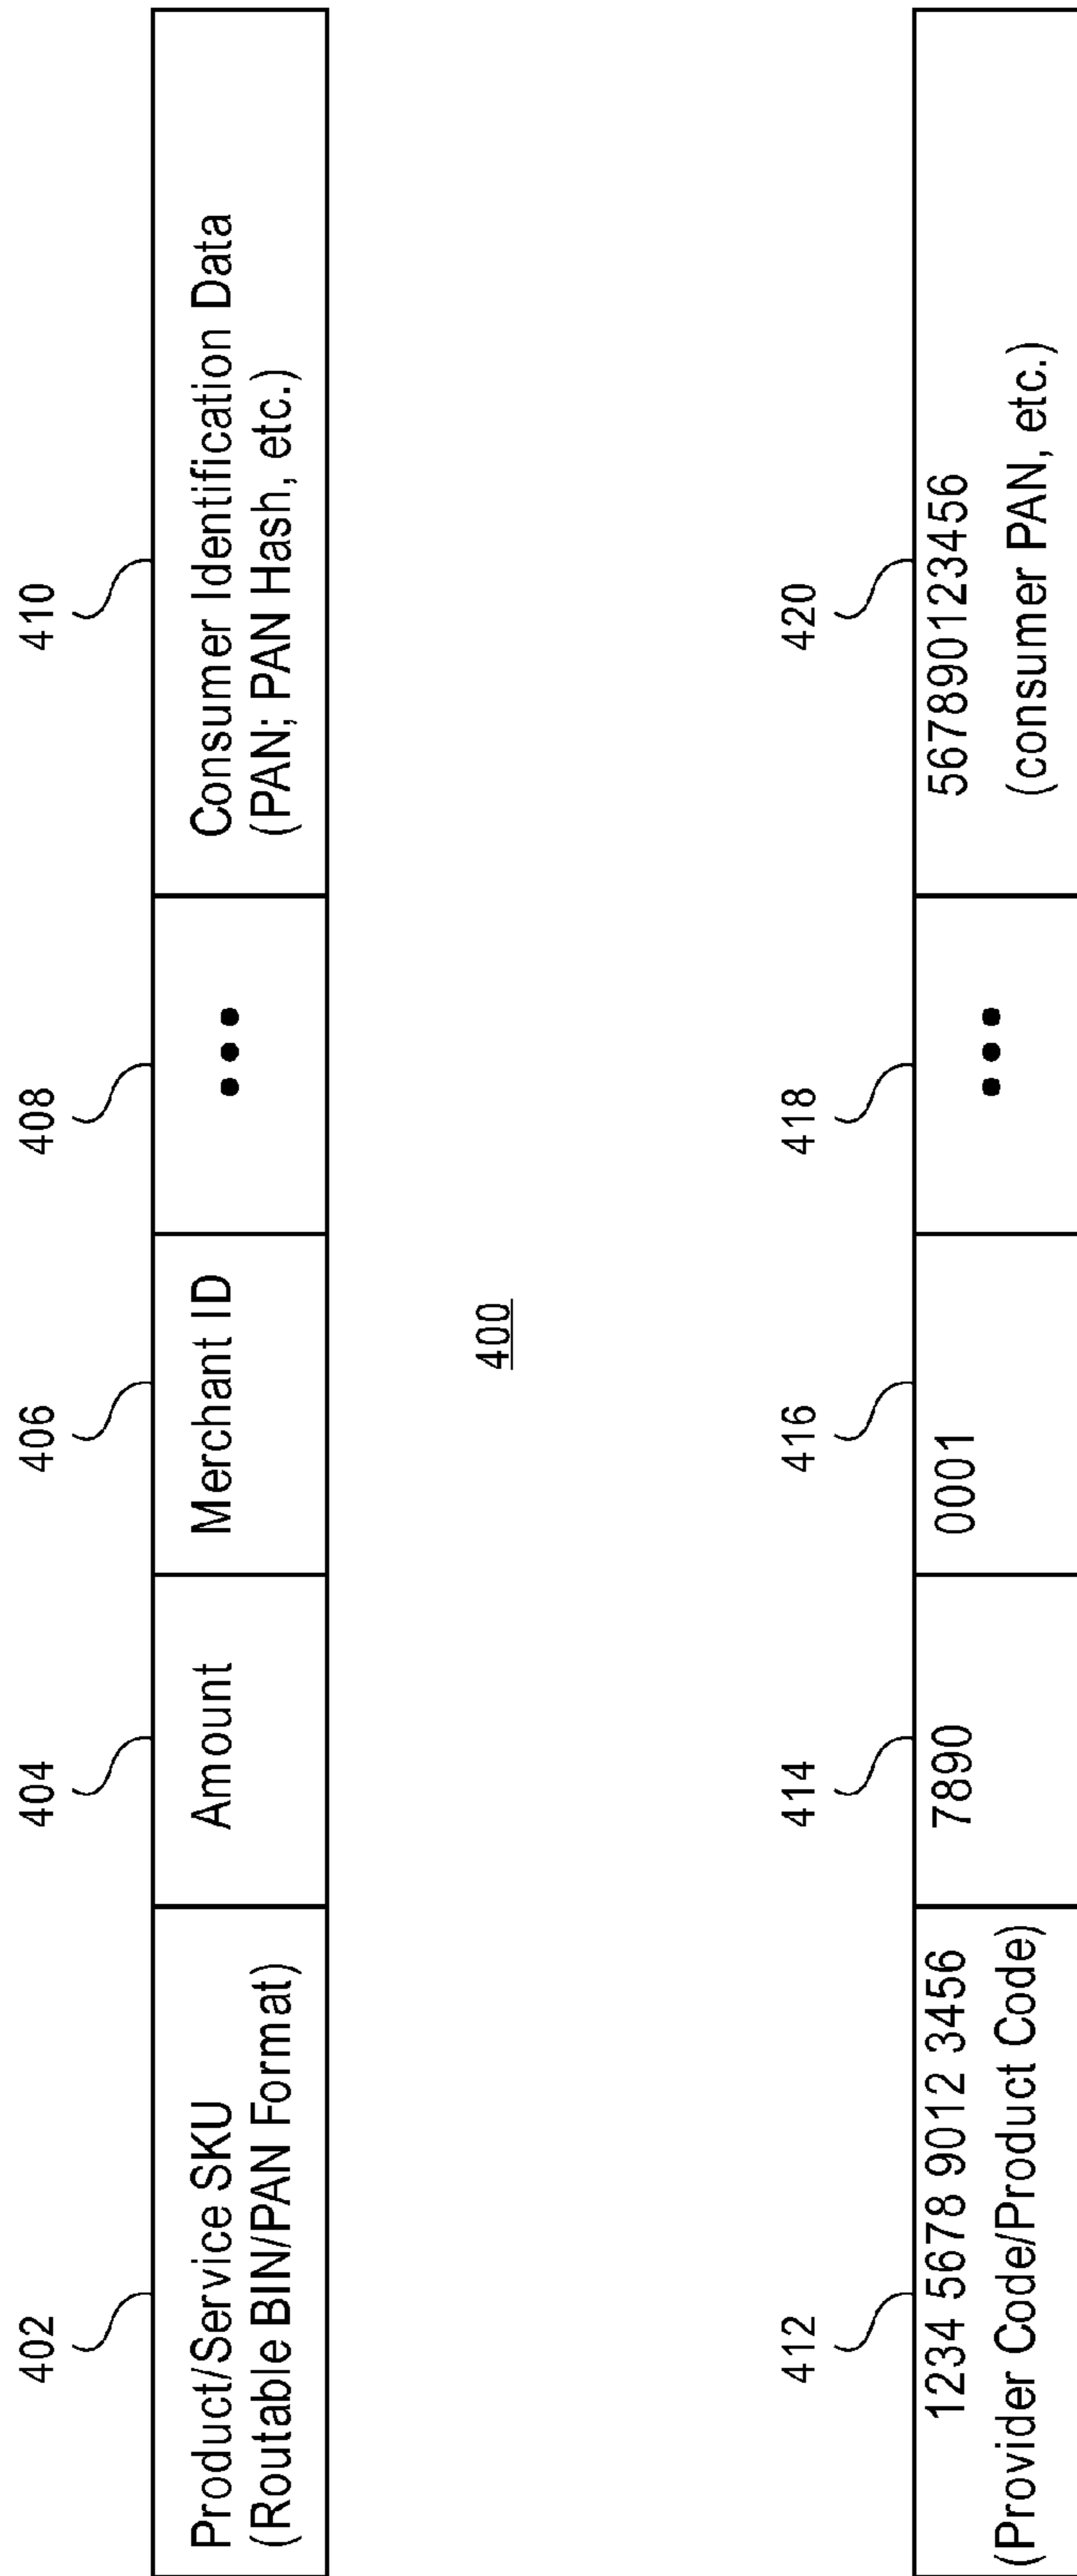 402
404
406
408
410
Product/Service SKU
(Routable BIN/PAN Format)
Amount
Merchant ID
•••
Consumer Identification Data
(PAN; PAN Hash, etc.)
400
412
414
416
418
420
1234 5678 9012 3456
(Provider Code/Product Code)
7890
0001
•••
567890123456
(consumer PAN, etc.)